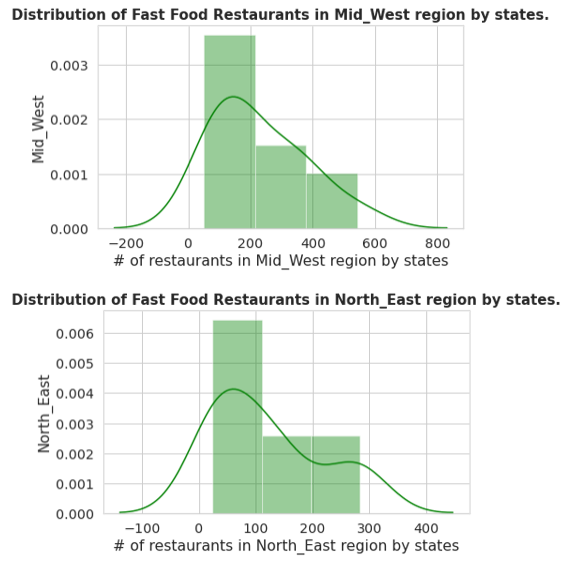 Distribution of Fast Food Restaurants in Mid_West region by states.
0.003
0.002
0.001
0.000
Mid_West
−200 0 200 400 600 800
# of restaurants in Mid_West region by states
Distribution of Fast Food Restaurants in North_East region by states.
0.006
0.005
0.004
0.003
0.002
0.001
0.000
North_East
−100 0 100 200 300 400
# of restaurants in North_East region by states